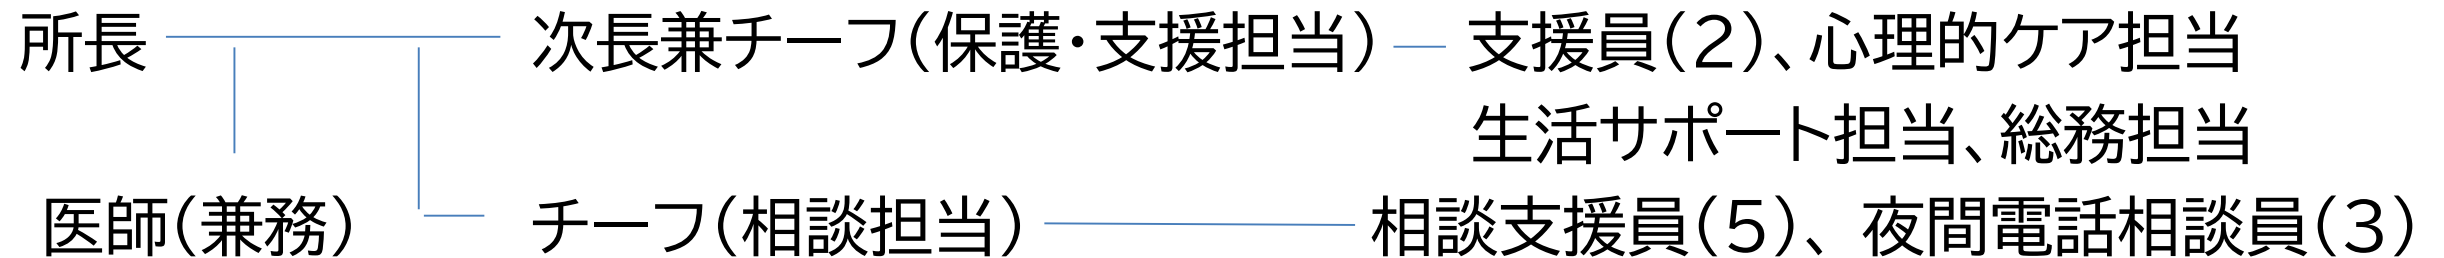 所長 次長兼チーフ(保護・支援担当) 支援員(2)、心理的ケア担当
生活サポート担当、総務担当
医師(兼務) チーフ(相談担当) 相談支援員(5)、夜間電話相談員(3)